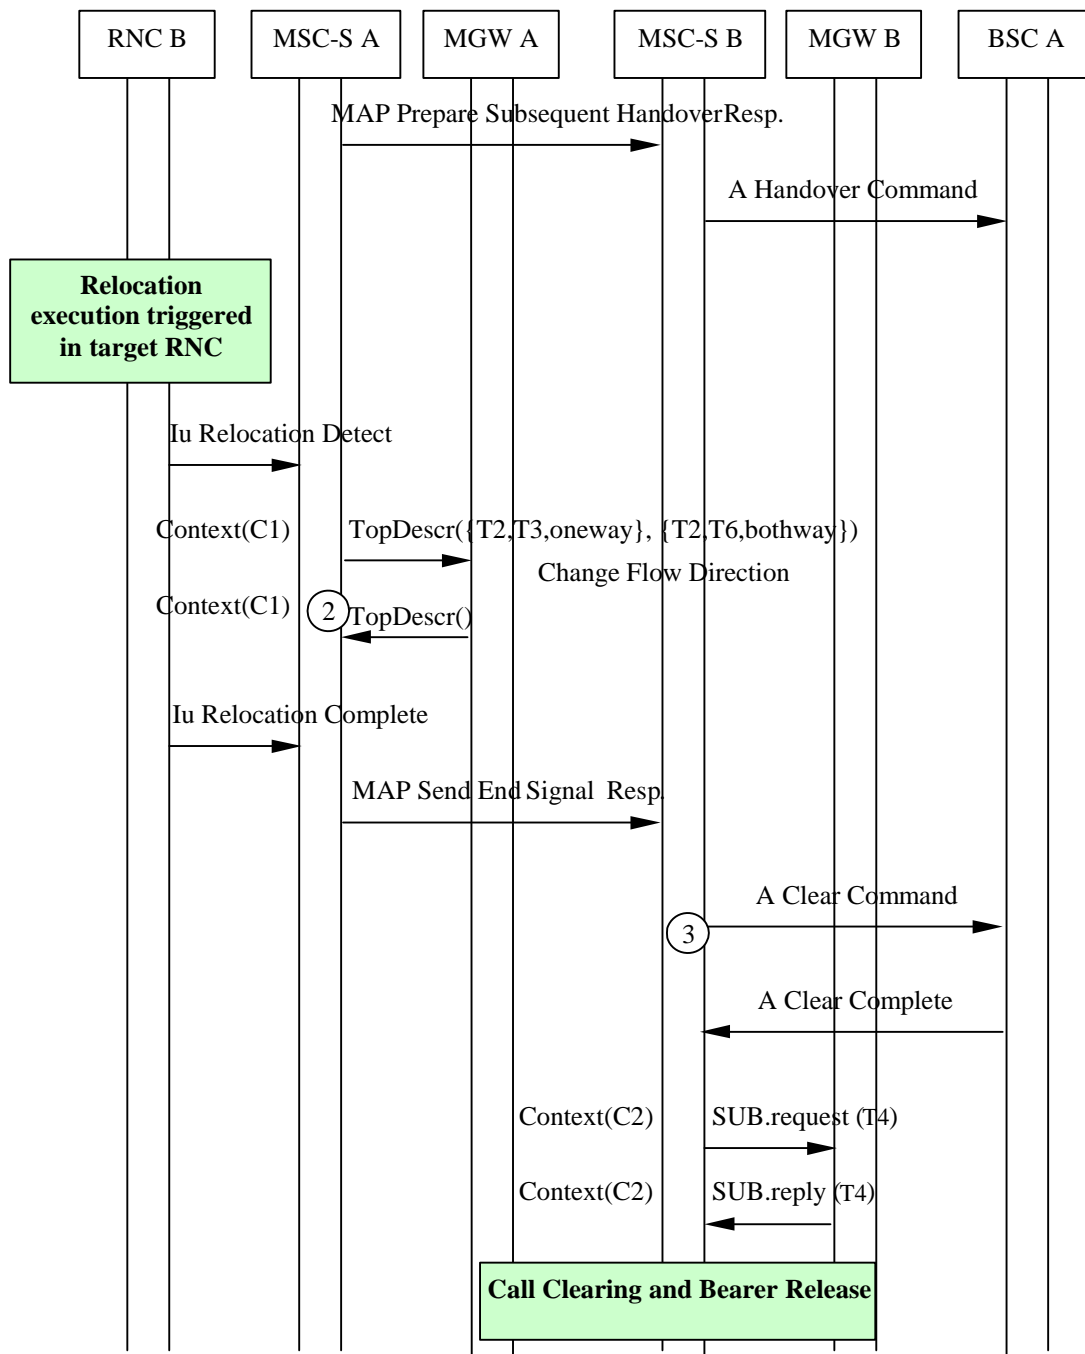 RNC B
MSC-S A
MGW A
MSC-S B
MGW B
BSC A
MAP Prepare Subsequent HandoverResp.
A Handover Command
Relocation
execution triggered
in target RNC
Iu Relocation Detect
Context(C1)
TopDescr({T2,T3,oneway}, {T2,T6,bothway})
Change Flow Direction
Context(C1)
2
TopDescr()
Iu Relocation Complete
MAP Send End Signal Resp.
A Clear Command
3
A Clear Complete
Context(C2)
SUB.request (T4)
Context(C2)
SUB.reply (T4)
Call Clearing and Bearer Release